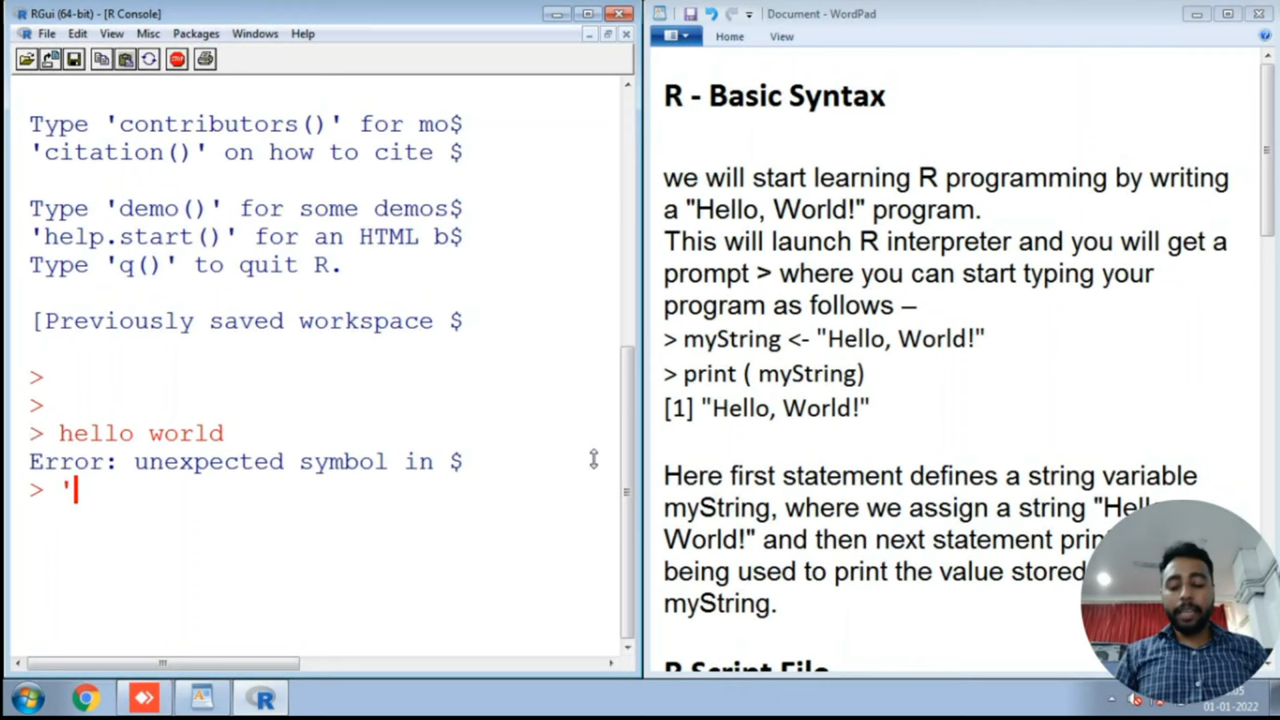 RGui (64-bit) - [R Console]
File Edit View Misc Packages Windows Help
STOP
Type 'contributors()' for mo$
'citation()' on how to cite $
Type 'demo()' for some demos$
'help.start()' for an HTML b$
Type 'q()' to quit R.
[Previously saved workspace $
>
>
> hello world
Error: unexpected symbol in $
> '
Document - WordPad
Home View
R - Basic Syntax
we will start learning R programming by writing
a "Hello, World!" program.
This will launch R interpreter and you will get a
prompt > where you can start typing your
program as follows –
> myString <- "Hello, World!"
> print ( myString)
[1] "Hello, World!"
Here first statement defines a string variable
myString, where we assign a string "Hell
World!" and then next statement prin
being used to print the value stored
myString.
R Script File
01-01-2022